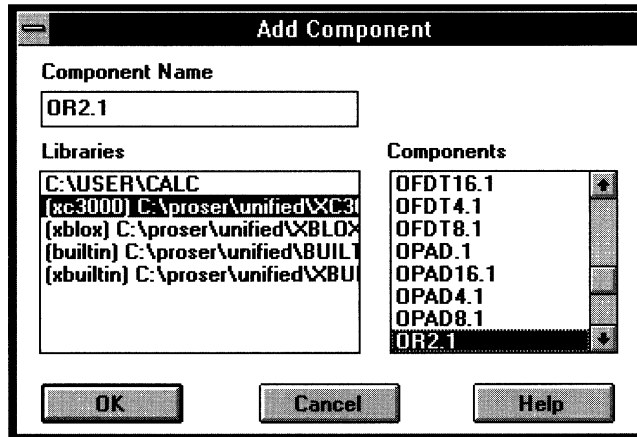 Add Component
Component Name
OR2.1
Libraries
C:\USER\CALC
(xc3000) C:\proser\unified\XC3
(xblox) C:\proser\unified\XBLOX
(builtin) C:\proser\unified\BUILT
(xbuiltin) C:\proser\unified\XBUI
Components
OFDT16.1
OFDT4.1
OFDT8.1
OPAD.1
OPAD16.1
OPAD4.1
OPAD8.1
OR2.1
OK
Cancel
Help